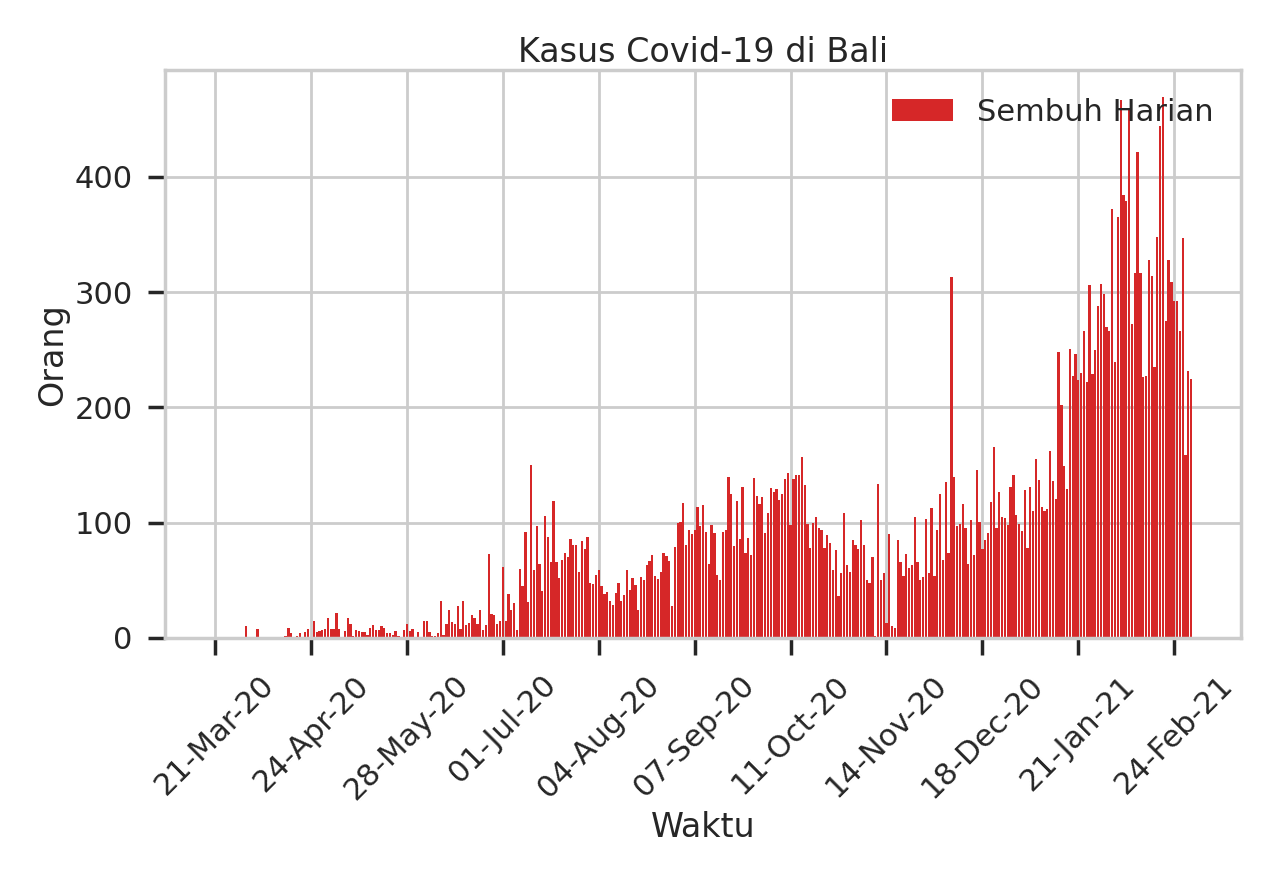 Kasus Covid-19 di Bali
Sembuh Harian
Orang
400
300
200
100
0
21-Mar-20
24-Apr-20
28-May-20
01-Jul-20
04-Aug-20
07-Sep-20
11-Oct-20
14-Nov-20
18-Dec-20
21-Jan-21
24-Feb-21
Waktu